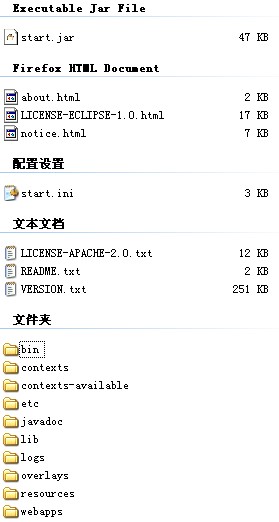 Executable Jar File
start.jar 47 KB
Firefox HTML Document
about.html 2 KB
LICENSE-ECLIPSE-1.0.html 17 KB
notice.html 7 KB
配置设置
start.ini 3 KB
文本文档
LICENSE-APACHE-2.0.txt 12 KB
README.txt 2 KB
VERSION.txt 251 KB
文件夹
bin
contexts
contexts-available
etc
javadoc
lib
logs
overlays
resources
webapps